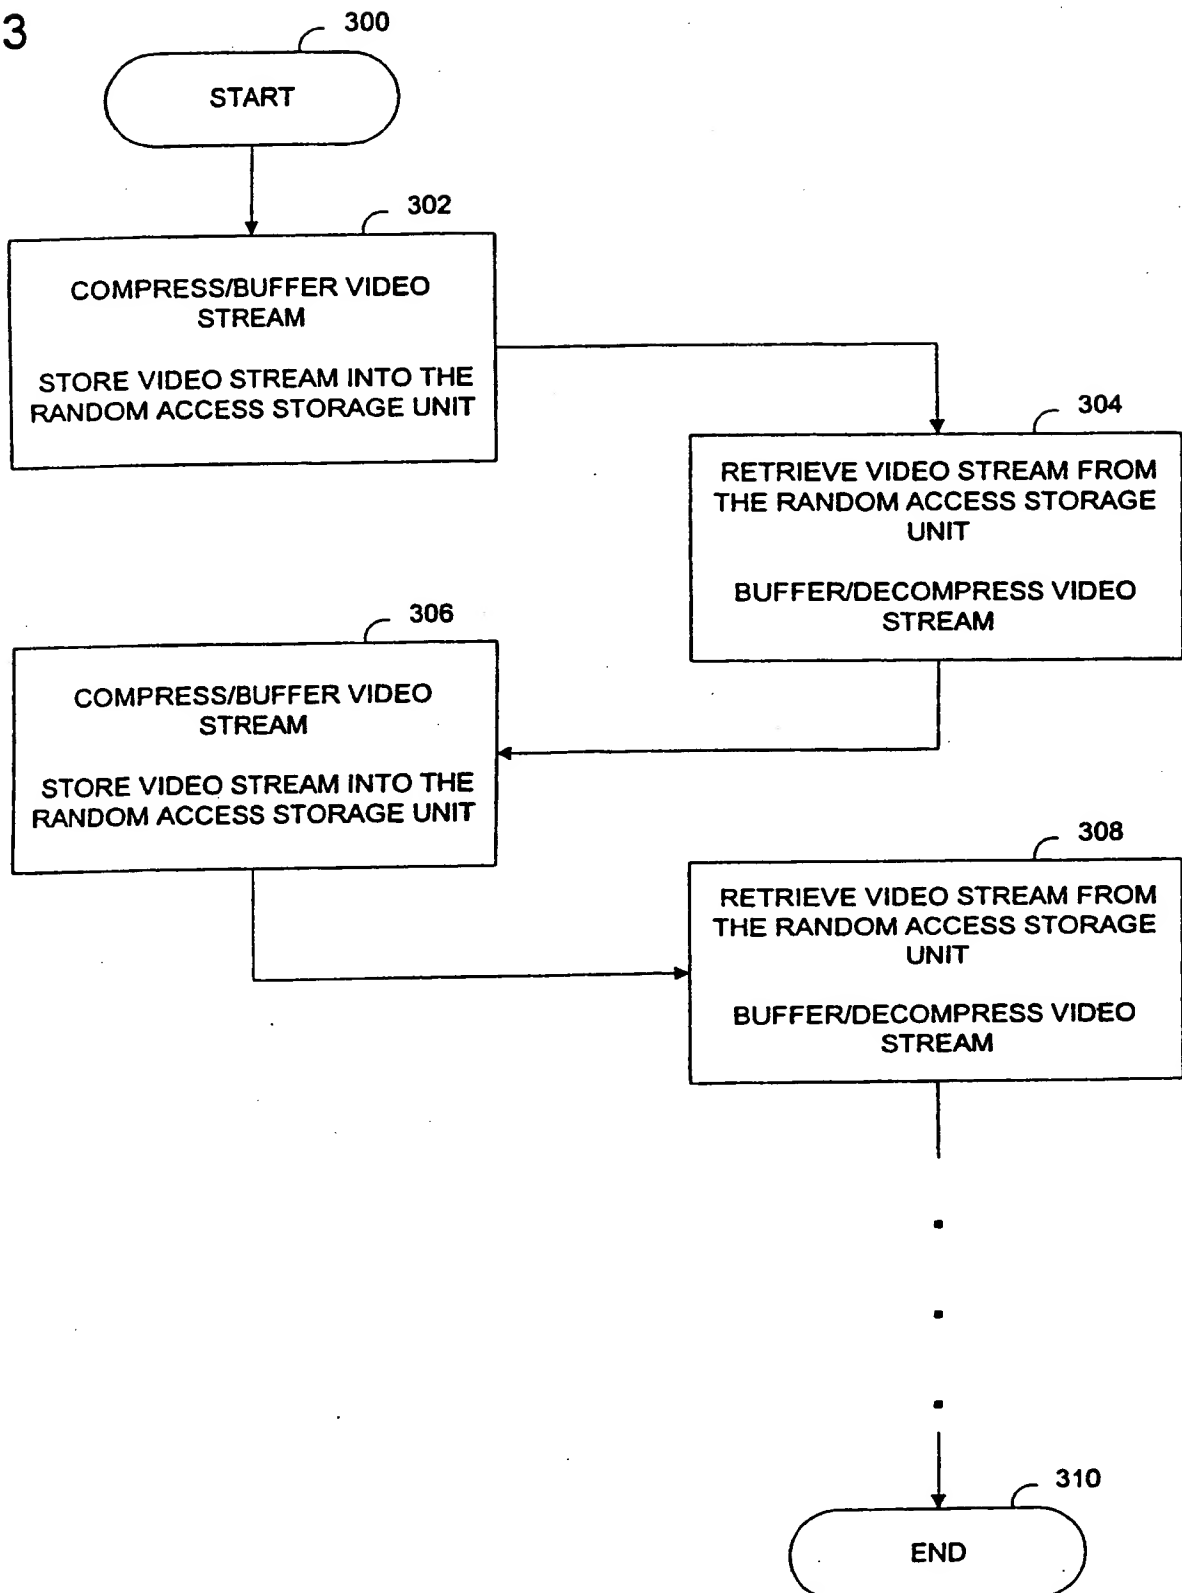 3
300
START
302
COMPRESS/BUFFER VIDEO
STREAM
STORE VIDEO STREAM INTO THE
RANDOM ACCESS STORAGE UNIT
304
RETRIEVE VIDEO STREAM FROM
THE RANDOM ACCESS STORAGE
UNIT
BUFFER/DECOMPRESS VIDEO
STREAM
306
COMPRESS/BUFFER VIDEO
STREAM
STORE VIDEO STREAM INTO THE
RANDOM ACCESS STORAGE UNIT
308
RETRIEVE VIDEO STREAM FROM
THE RANDOM ACCESS STORAGE
UNIT
BUFFER/DECOMPRESS VIDEO
STREAM
310
END